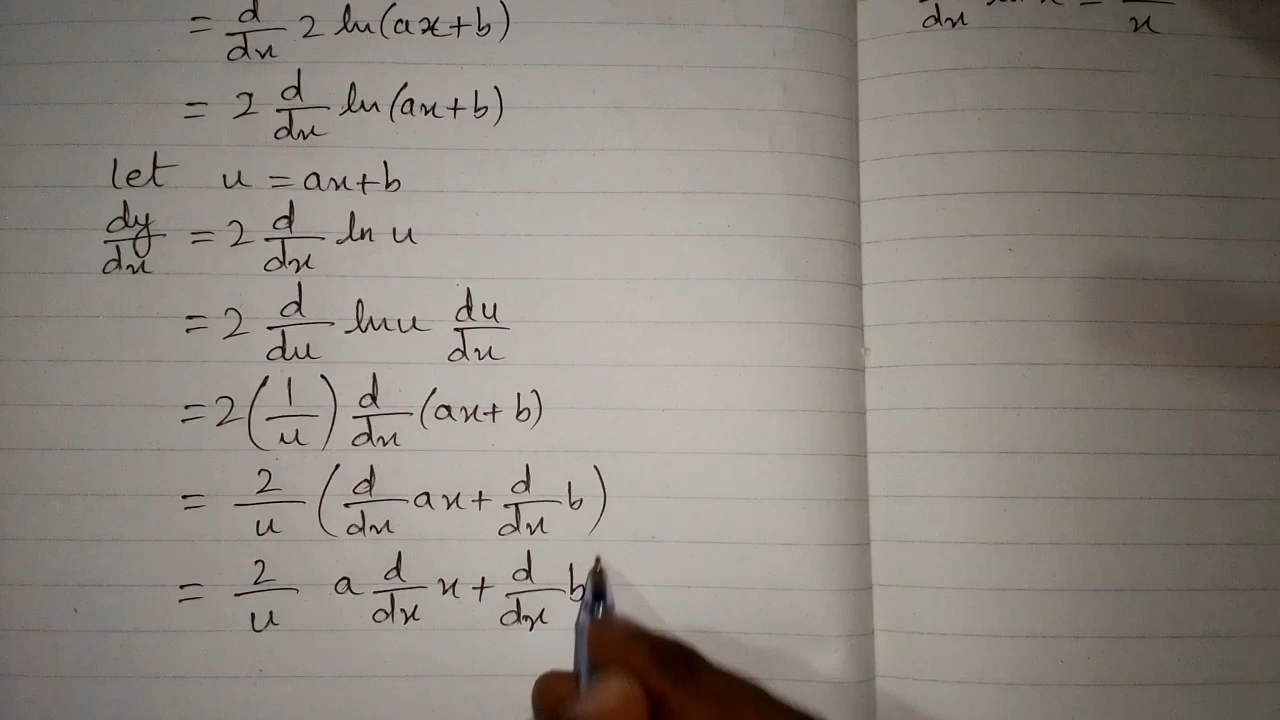 = d/dx 2 ln(ax+b)
= 2 d/dx ln(ax+b)
let u = ax+b
dy/dx = 2 d/dx ln u
= 2 d/du ln u du/dx
= 2(1/u) d/dx (ax+b)
= 2/u (d/dx ax + d/dx b)
= 2/u a d/dx x + d/dx b
dx = x